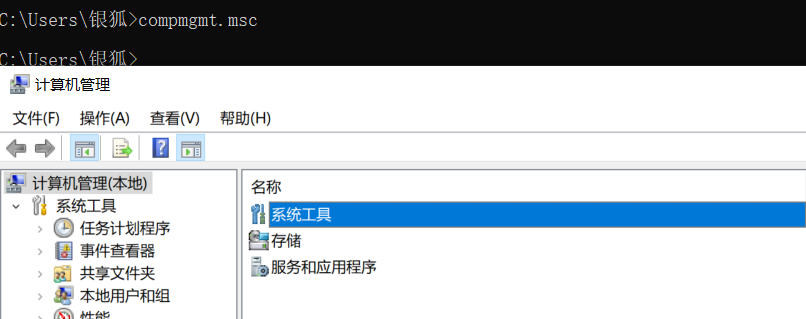 C:\Users\银狐>compmgmt.msc
C:\Users\银狐>
计算机管理
文件(F) 操作(A) 查看(V) 帮助(H)
计算机管理(本地)
系统工具
任务计划程序
事件查看器
共享文件夹
本地用户和组
性能
名称
系统工具
存储
服务和应用程序